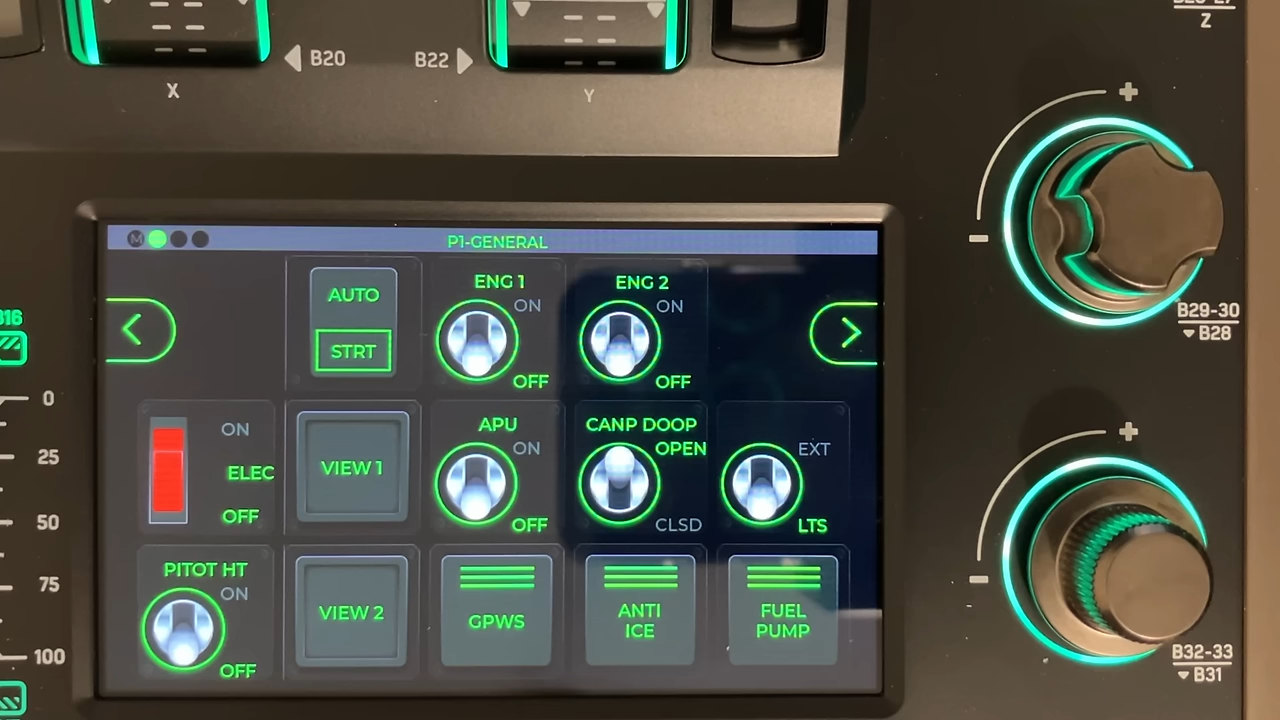 Z
B20
B22
X
Y
+
-
B29-30
B28
M
P1-GENERAL
AUTO
STRT
ENG 1
ON
OFF
ENG 2
ON
OFF
B16
0
25
50
75
100
ON
ELEC
OFF
VIEW 1
APU
ON
OFF
CANP DOOP
OPEN
CLSD
EXT
LTS
PITOT HT
ON
OFF
VIEW 2
GPWS
ANTI
ICE
FUEL
PUMP
+
-
B32-33
B31